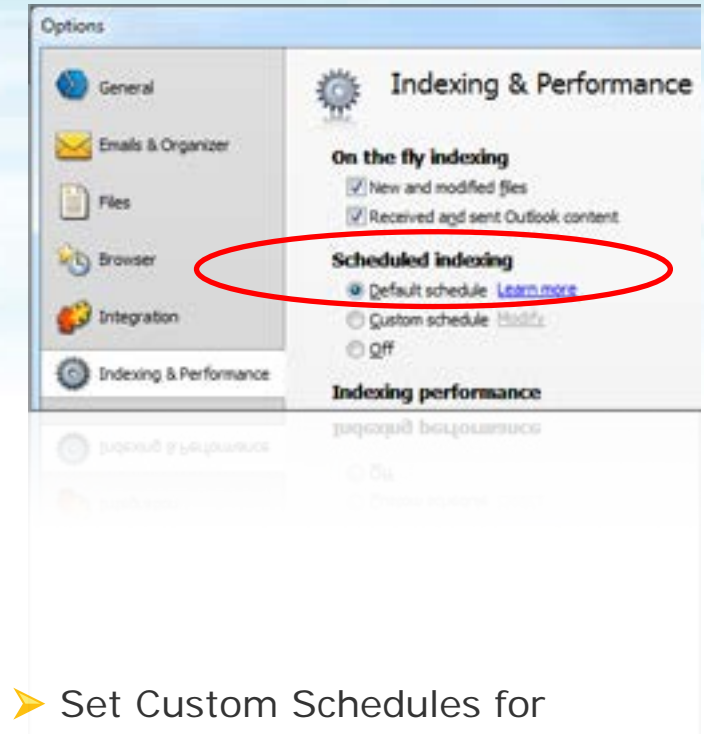 Options
General
Emails & Organizer
Files
Browser
Integration
Indexing & Performance
Indexing & Performance
On the fly indexing
New and modified files
Received and sent Outlook content
Scheduled indexing
Default schedule Learn more
Custom schedule Modify
Off
Indexing performance
Set Custom Schedules for